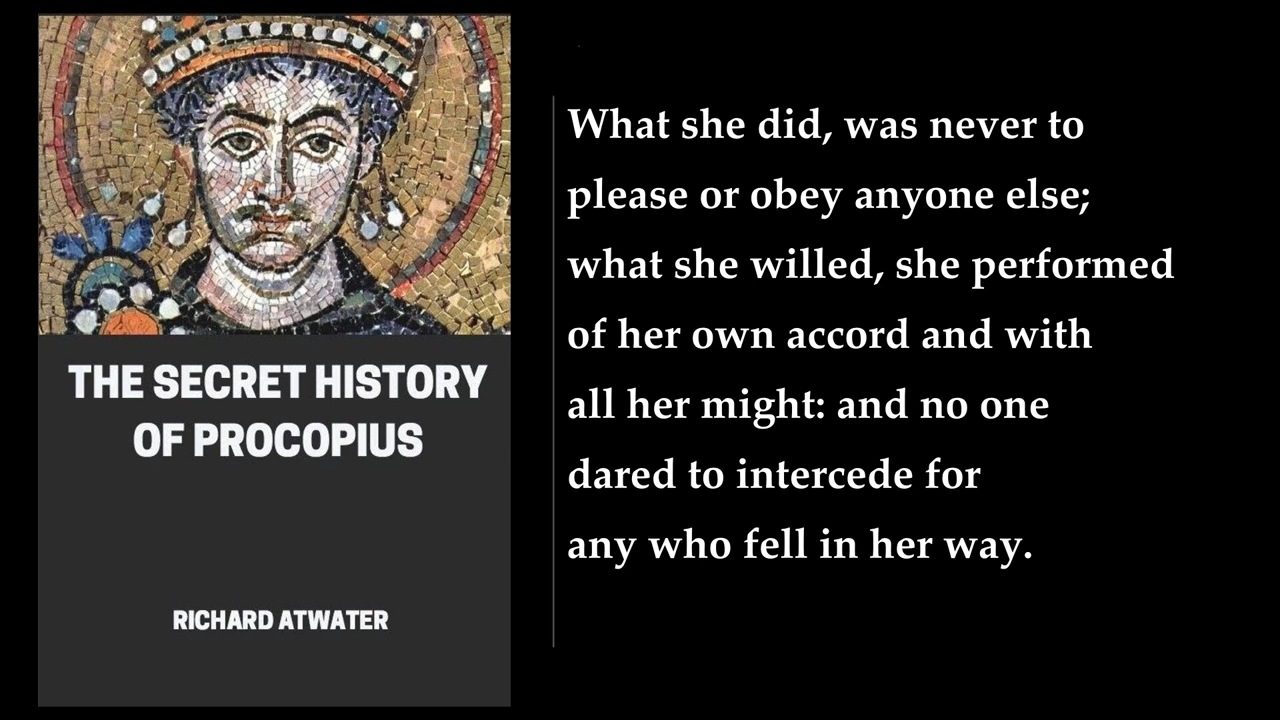 THE SECRET HISTORY
OF PROCOPIUS
RICHARD ATWATER
What she did, was never to
please or obey anyone else;
what she willed, she performed
of her own accord and with
all her might: and no one
dared to intercede for
any who fell in her way.